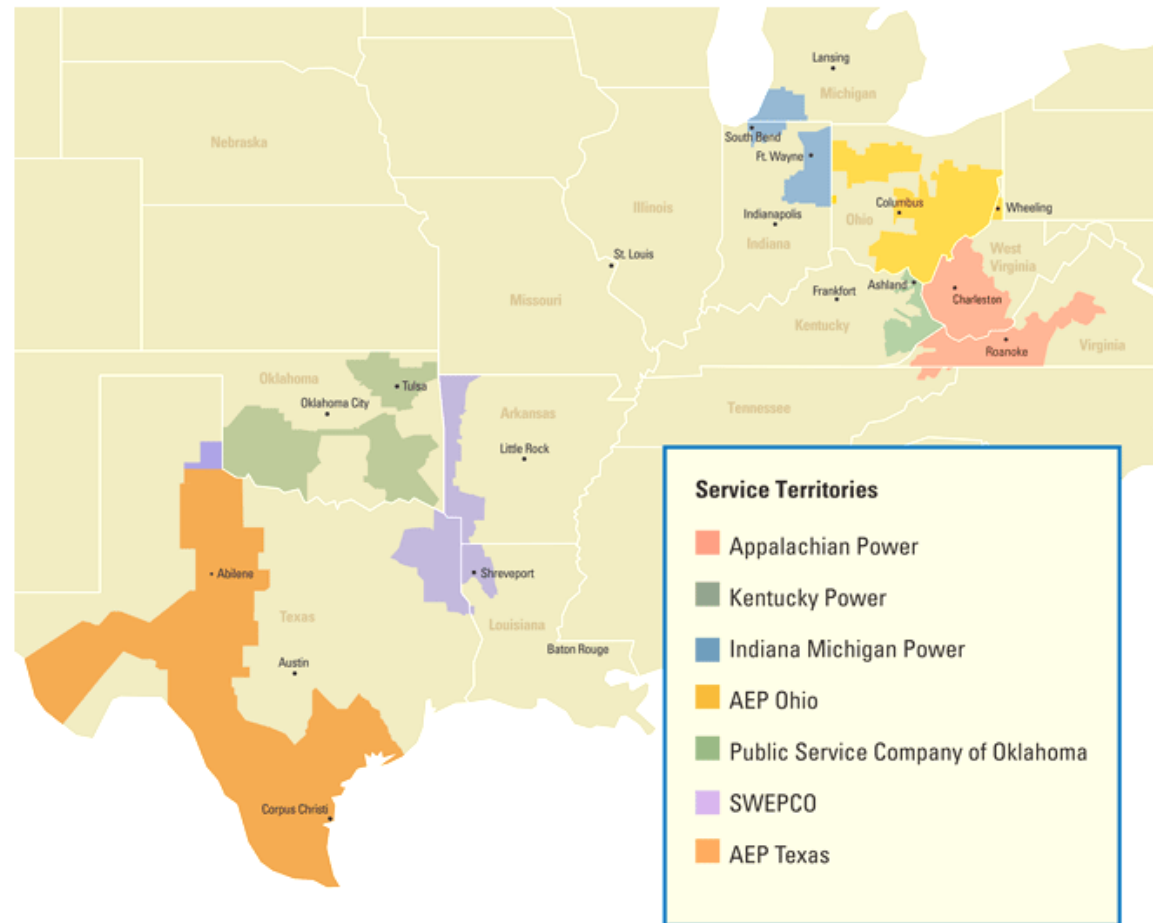 Lansing
Michigan
South Bend
Ft. Wayne
Nebraska
Illinois
Indianapolis
Indiana
Columbus
Ohio
Wheeling
West
Virginia
St. Louis
Missouri
Frankfort
Ashland
Charleston
Kentucky
Roanoke
Virginia
Oklahoma
Tulsa
Oklahoma City
Arkansas
Little Rock
Tennessee
Abilene
Texas
Shreveport
Louisiana
Baton Rouge
Austin
Corpus Christi
Service Territories
Appalachian Power
Kentucky Power
Indiana Michigan Power
AEP Ohio
Public Service Company of Oklahoma
SWEPCO
AEP Texas